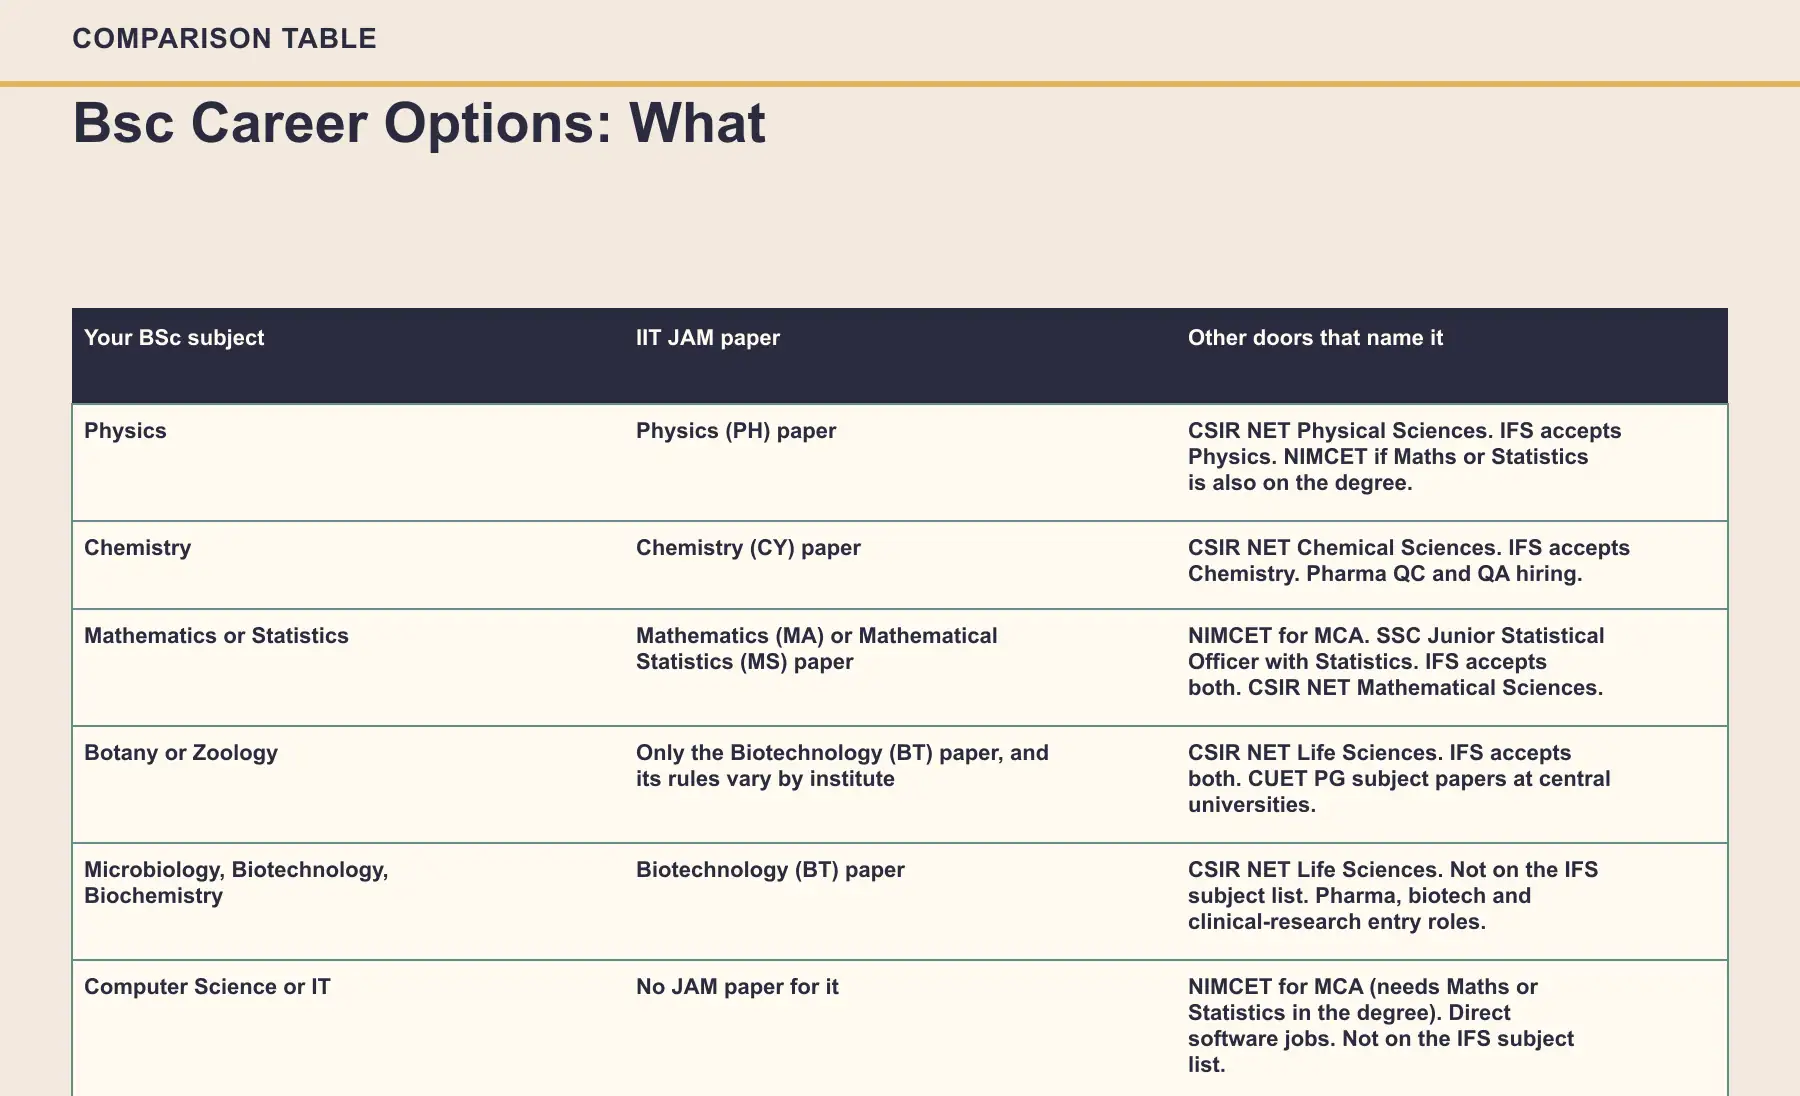 COMPARISON TABLE
Bsc Career Options: What
Your BSc subject
IIT JAM paper
Other doors that name it
Physics
Physics (PH) paper
CSIR NET Physical Sciences. IFS accepts
Physics. NIMCET if Maths or Statistics
is also on the degree.
Chemistry
Chemistry (CY) paper
CSIR NET Chemical Sciences. IFS accepts
Chemistry. Pharma QC and QA hiring.
Mathematics or Statistics
Mathematics (MA) or Mathematical
Statistics (MS) paper
NIMCET for MCA. SSC Junior Statistical
Officer with Statistics. IFS accepts
both. CSIR NET Mathematical Sciences.
Botany or Zoology
Only the Biotechnology (BT) paper, and
its rules vary by institute
CSIR NET Life Sciences. IFS accepts
both. CUET PG subject papers at central
universities.
Microbiology, Biotechnology,
Biochemistry
Biotechnology (BT) paper
CSIR NET Life Sciences. Not on the IFS
subject list. Pharma, biotech and
clinical-research entry roles.
Computer Science or IT
No JAM paper for it
NIMCET for MCA (needs Maths or
Statistics in the degree). Direct
software jobs. Not on the IFS subject
list.